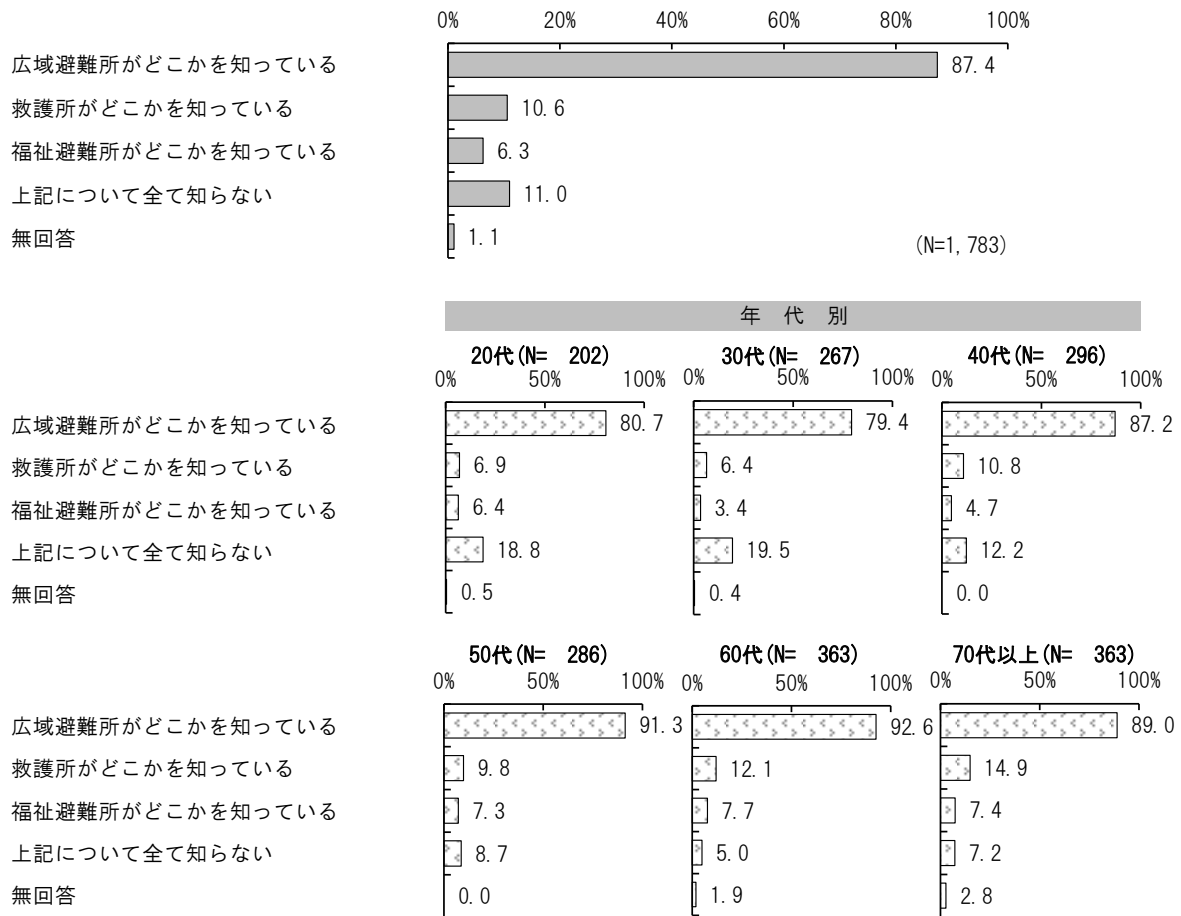 0% 20% 40% 60% 80% 100%
広域避難所がどこかを知っている 87.4
救護所がどこかを知っている 10.6
福祉避難所がどこかを知っている 6.3
上記について全て知らない 11.0
無回答 1.1 (N=1,783)
年 代 別
20代(N= 202) 30代(N= 267) 40代(N= 296)
0% 50% 100% 0% 50% 100% 0% 50% 100%
広域避難所がどこかを知っている 80.7 79.4 87.2
救護所がどこかを知っている 6.9 6.4 10.8
福祉避難所がどこかを知っている 6.4 3.4 4.7
上記について全て知らない 18.8 19.5 12.2
無回答 0.5 0.4 0.0
50代(N= 286) 60代(N= 363) 70代以上(N= 363)
0% 50% 100% 0% 50% 100% 0% 50% 100%
広域避難所がどこかを知っている 91.3 92.6 89.0
救護所がどこかを知っている 9.8 12.1 14.9
福祉避難所がどこかを知っている 7.3 7.7 7.4
上記について全て知らない 8.7 5.0 7.2
無回答 0.0 1.9 2.8